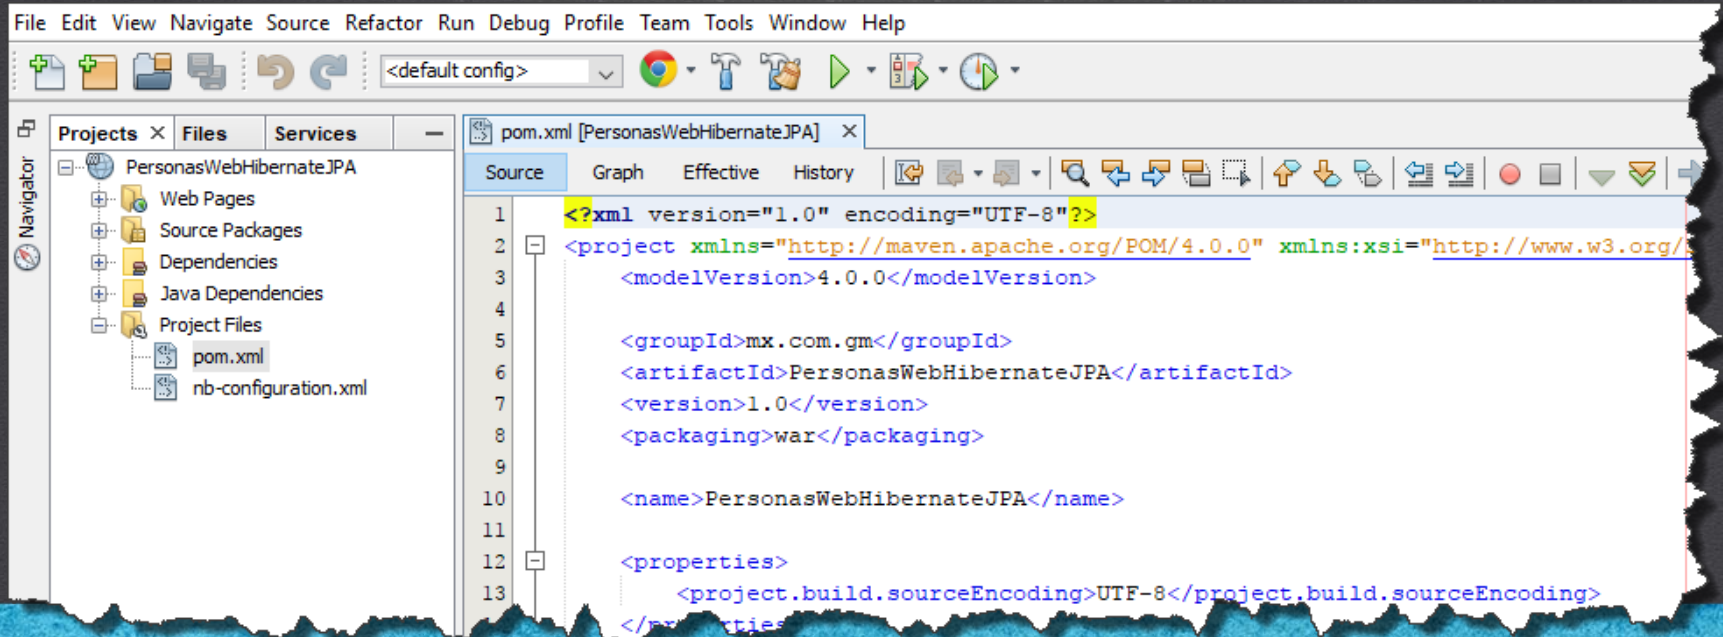 File Edit View Navigate Source Refactor Run Debug Profile Team Tools Window Help
<default config>
Navigator
Projects Files Services
PersonasWebHibernateJPA
Web Pages
Source Packages
Dependencies
Java Dependencies
Project Files
pom.xml
nb-configuration.xml
pom.xml [PersonasWebHibernateJPA]
Source Graph Effective History
1 <?xml version="1.0" encoding="UTF-8"?>
2 <project xmlns="http://maven.apache.org/POM/4.0.0" xmlns:xsi="http://www.w3.org/
3 <modelVersion>4.0.0</modelVersion>
4
5 <groupId>mx.com.gm</groupId>
6 <artifactId>PersonasWebHibernateJPA</artifactId>
7 <version>1.0</version>
8 <packaging>war</packaging>
9
10 <name>PersonasWebHibernateJPA</name>
11
12 <properties>
13 <project.build.sourceEncoding>UTF-8</project.build.sourceEncoding>